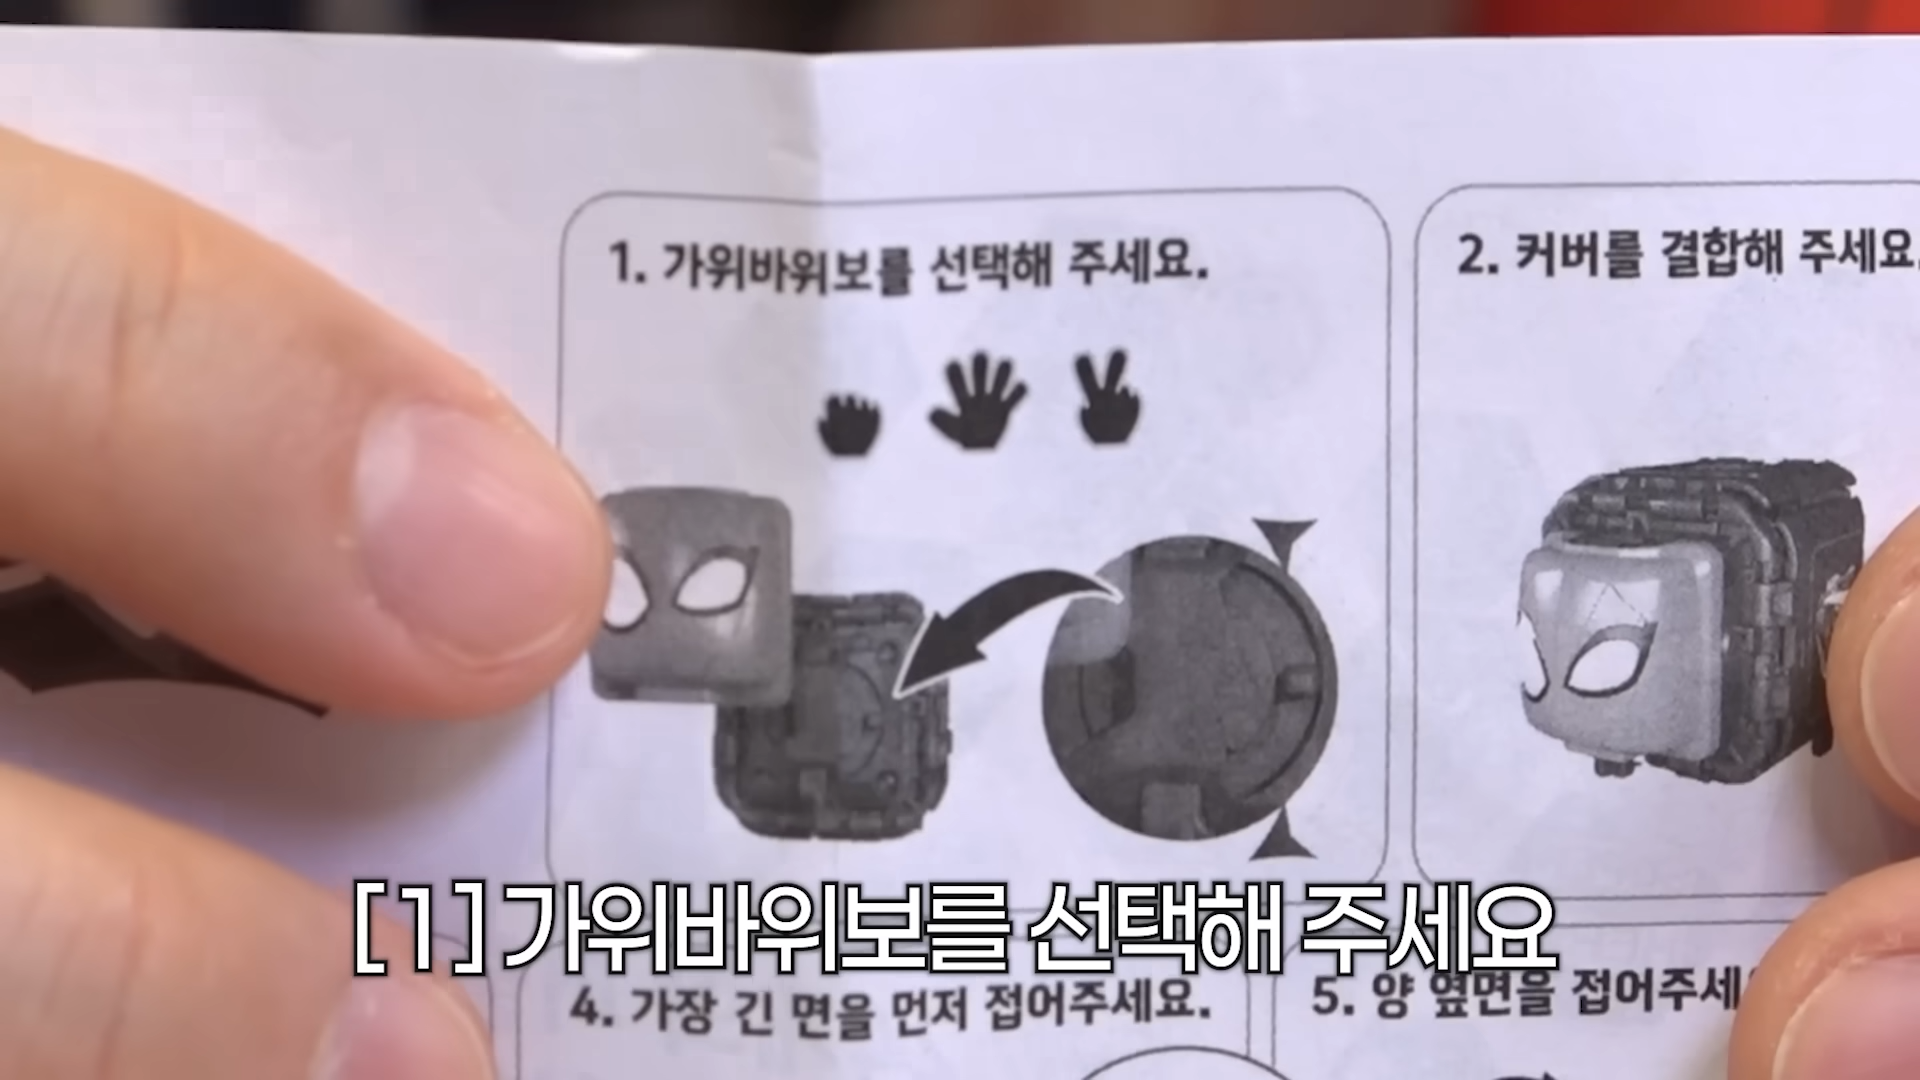 1. 가위바위보를 선택해 주세요.
2. 커버를 결합해 주세요.
[1] 가위바위보를 선택해 주세요
4. 가장 긴 면을 먼저 접어주세요.
5. 양 옆면을 접어주세